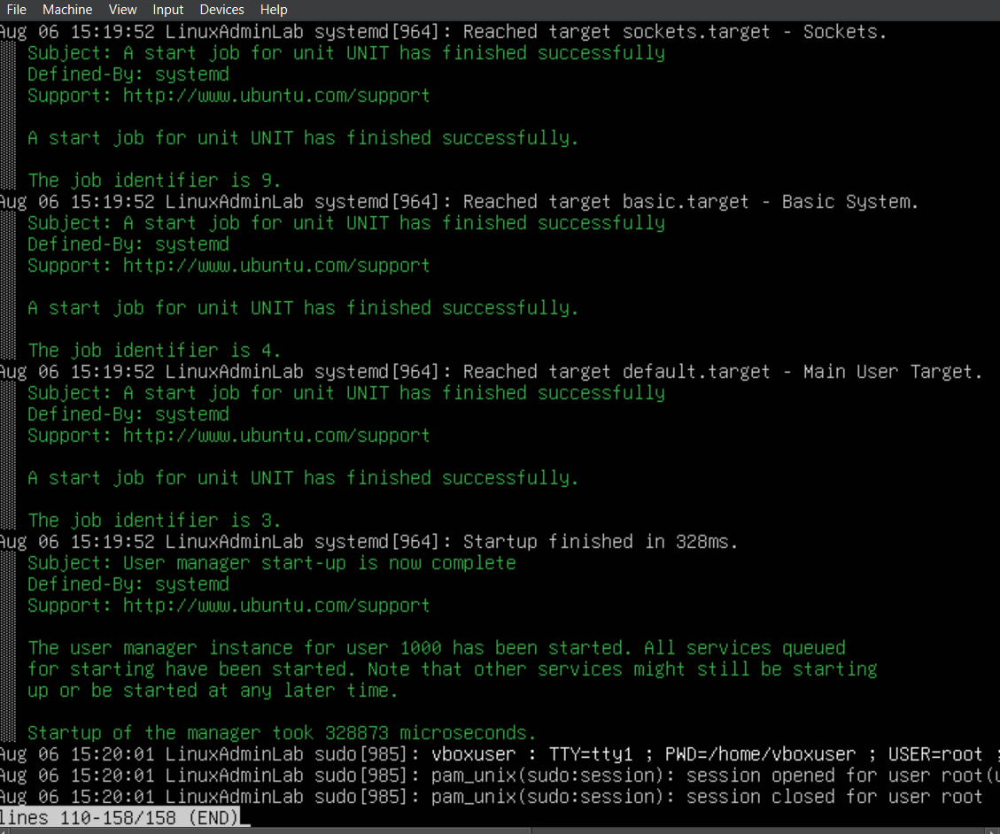 File Machine View Input Devices Help
Aug 06 15:19:52 LinuxAdminLab systemd[964]: Reached target sockets.target - Sockets.
Subject: A start job for unit UNIT has finished successfully
Defined-By: systemd
Support: http://www.ubuntu.com/support
A start job for unit UNIT has finished successfully.
The job identifier is 9.
Aug 06 15:19:52 LinuxAdminLab systemd[964]: Reached target basic.target - Basic System.
Subject: A start job for unit UNIT has finished successfully
Defined-By: systemd
Support: http://www.ubuntu.com/support
A start job for unit UNIT has finished successfully.
The job identifier is 4.
Aug 06 15:19:52 LinuxAdminLab systemd[964]: Reached target default.target - Main User Target.
Subject: A start job for unit UNIT has finished successfully
Defined-By: systemd
Support: http://www.ubuntu.com/support
A start job for unit UNIT has finished successfully.
The job identifier is 3.
Aug 06 15:19:52 LinuxAdminLab systemd[964]: Startup finished in 328ms.
Subject: User manager start-up is now complete
Defined-By: systemd
Support: http://www.ubuntu.com/support
The user manager instance for user 1000 has been started. All services queued
for starting have been started. Note that other services might still be starting
up or be started at any later time.
Startup of the manager took 328873 microseconds.
Aug 06 15:20:01 LinuxAdminLab sudo[985]: vboxuser : TTY=tty1 ; PWD=/home/vboxuser ; USER=root ;
Aug 06 15:20:01 LinuxAdminLab sudo[985]: pam_unix(sudo:session): session opened for user root(u
Aug 06 15:20:01 LinuxAdminLab sudo[985]: pam_unix(sudo:session): session closed for user root
lines 110-158/158 (END)